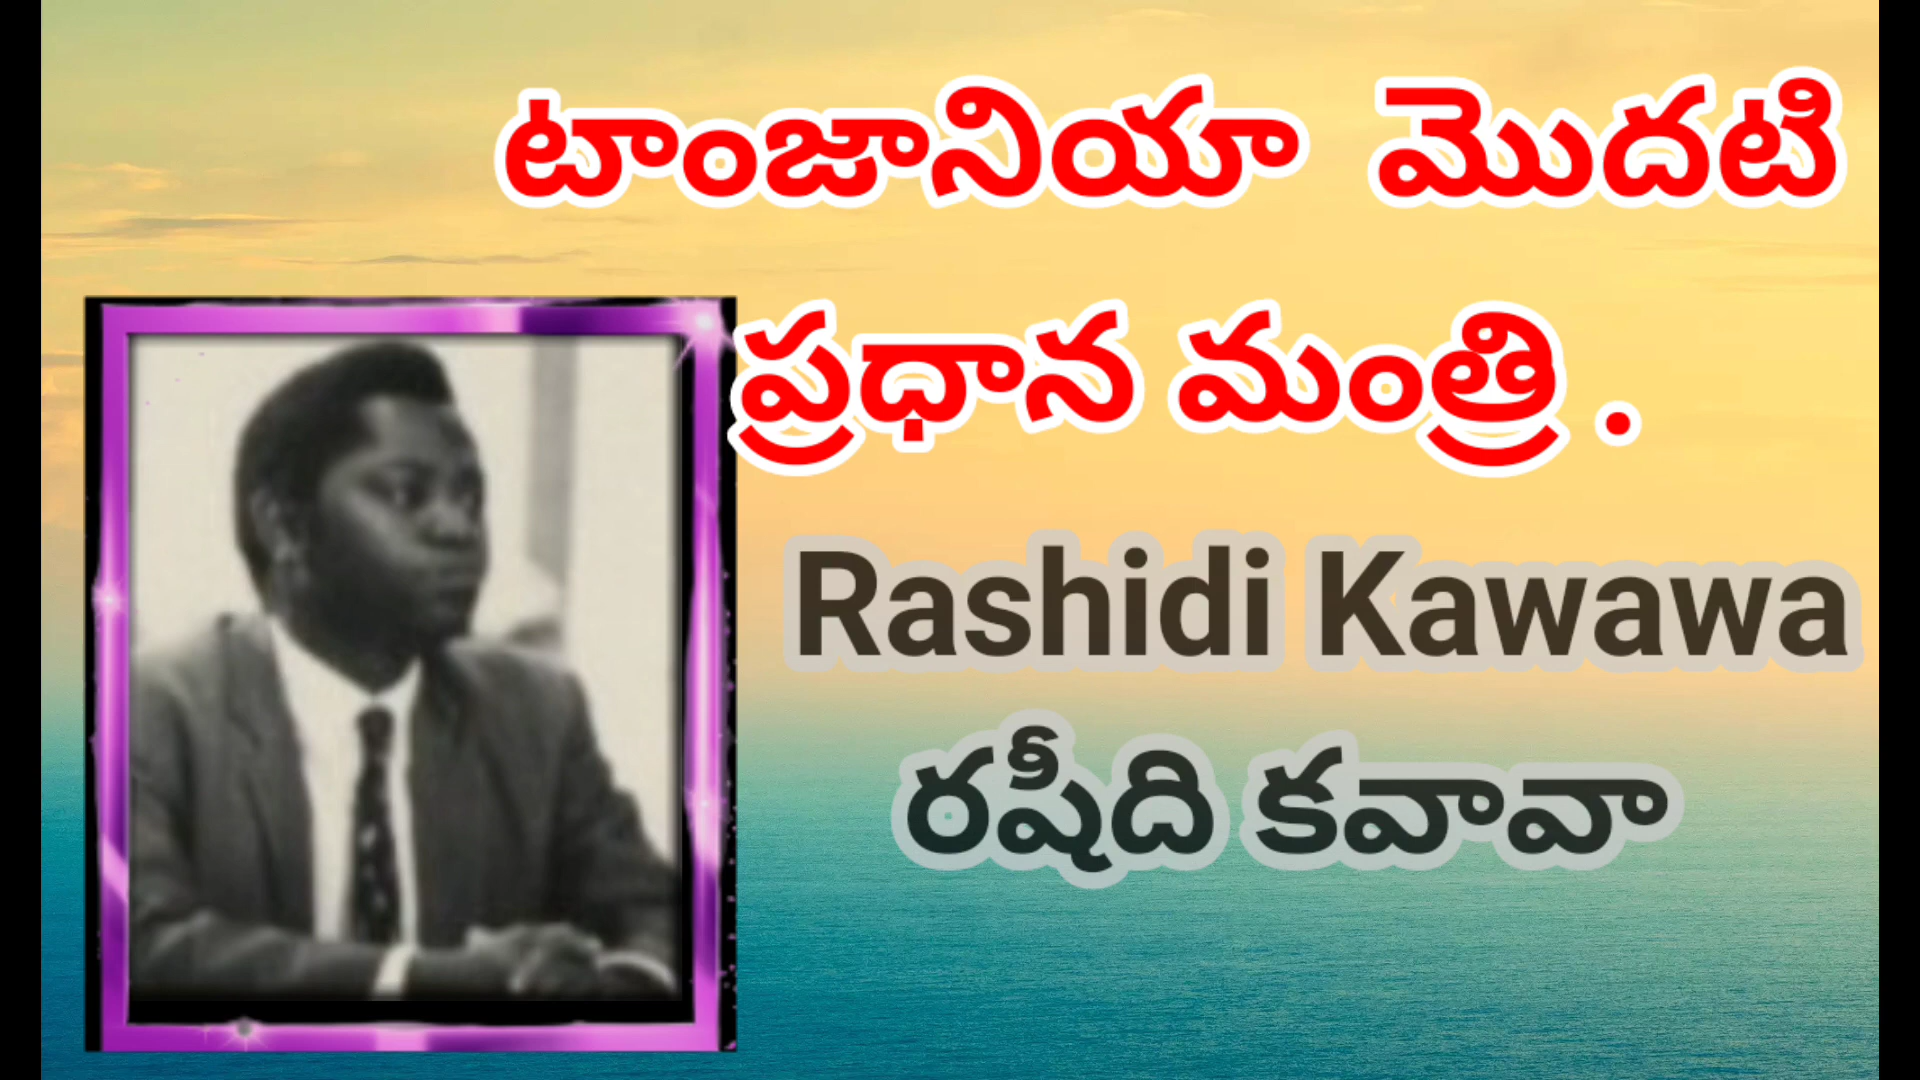 టాంజానియా మొదటి
ప్రధాన మంత్రి .
Rashidi Kawawa
రషీది కవావా